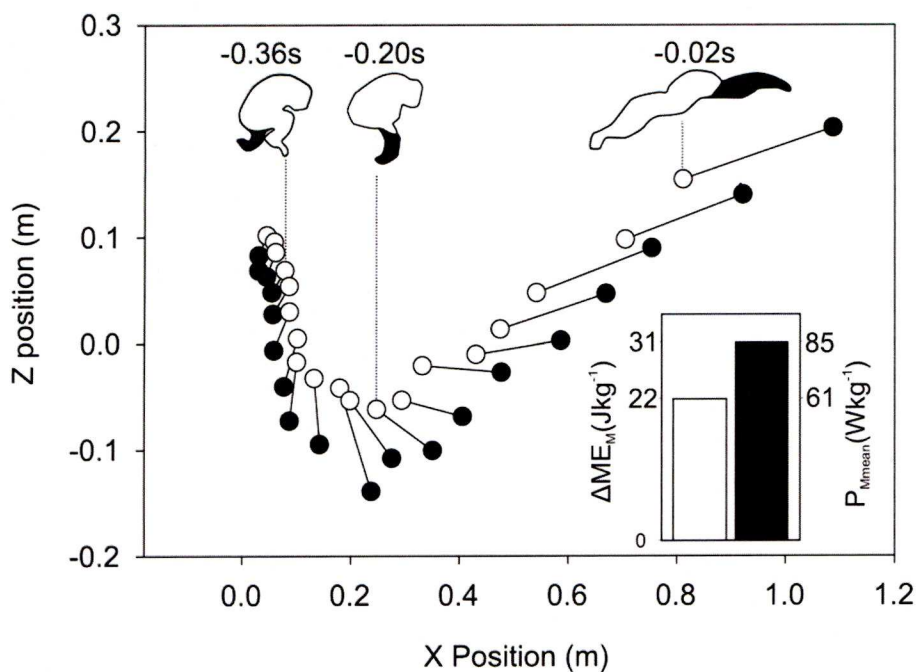 -0.36s -0.20s -0.02s
0.3
0.2
0.1
0.0
-0.1
-0.2
Z position (m)
0.0 0.2 0.4 0.6 0.8 1.0 1.2
X Position (m)
31 85
22 61
0
ΔME_M(Jkg⁻¹)
P_Mmean(Wkg⁻¹)